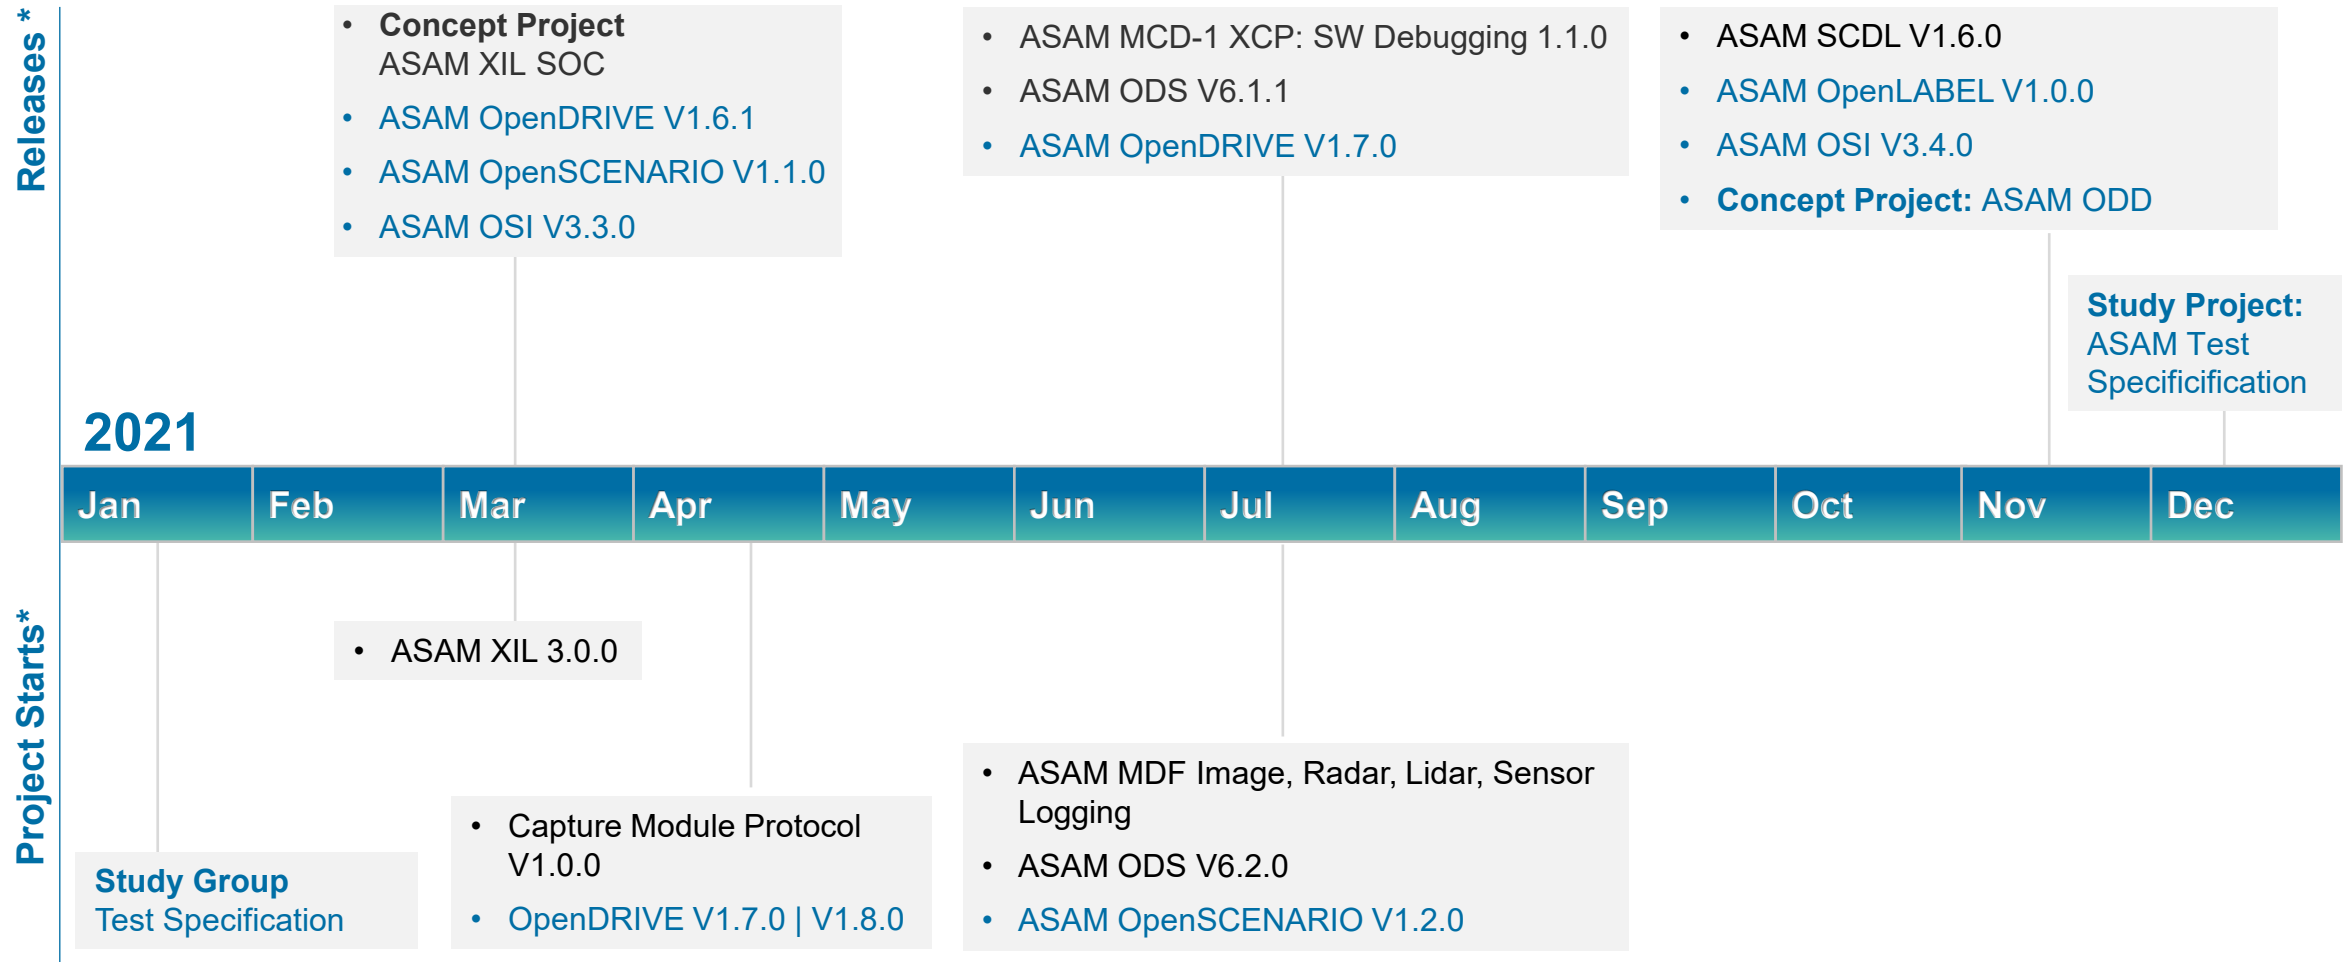 Releases *
• Concept Project
ASAM XIL SOC
• ASAM OpenDRIVE V1.6.1
• ASAM OpenSCENARIO V1.1.0
• ASAM OSI V3.3.0
• ASAM MCD-1 XCP: SW Debugging 1.1.0
• ASAM ODS V6.1.1
• ASAM OpenDRIVE V1.7.0
• ASAM SCDL V1.6.0
• ASAM OpenLABEL V1.0.0
• ASAM OSI V3.4.0
• Concept Project: ASAM ODD
Study Project:
ASAM Test
Specificification
2021
Jan Feb Mar Apr May Jun Jul Aug Sep Oct Nov Dec
Project Starts*
• ASAM XIL 3.0.0
Study Group
Test Specification
• Capture Module Protocol
V1.0.0
• OpenDRIVE V1.7.0 | V1.8.0
• ASAM MDF Image, Radar, Lidar, Sensor
Logging
• ASAM ODS V6.2.0
• ASAM OpenSCENARIO V1.2.0